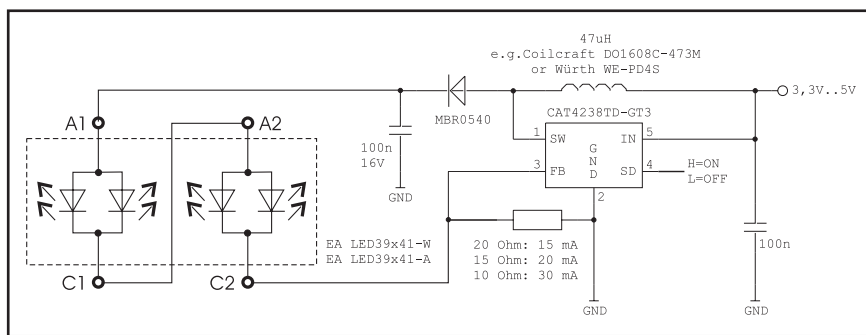 47uH
e.g.Coilcraft DO1608C-473M
or Würth WE-PD4S
3,3V..5V
MBR0540
CAT4238TD-GT3
A1
A2
100n
16V
GND
1 SW
IN 5
GND
3 FB
SD 4
H=ON
L=OFF
2
EA LED39x41-W
EA LED39x41-A
20 Ohm: 15 mA
15 Ohm: 20 mA
10 Ohm: 30 mA
100n
C1
C2
GND
GND